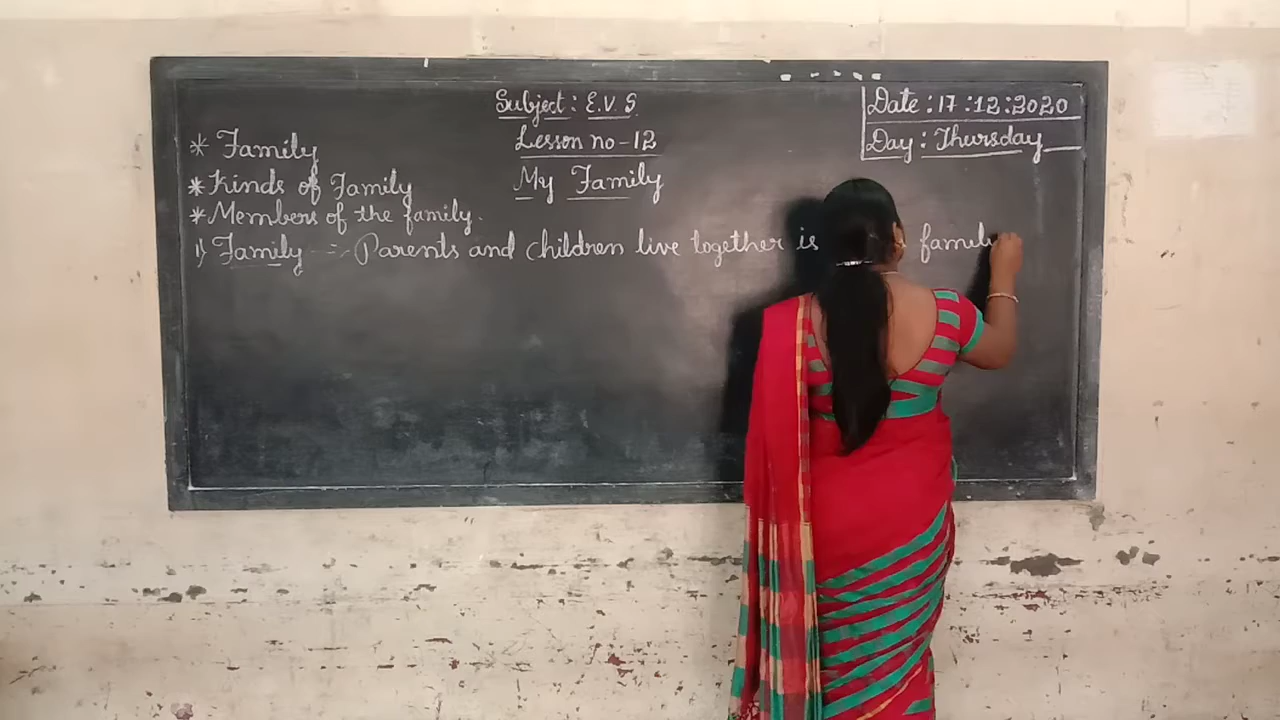 Subject : E.V.S
Date : 17:12:2020
Lesson no - 12
Day : Thursday
My Family
* Family
* Kinds of Family
* Members of the family.
1) Family :- Parents and children live together is family